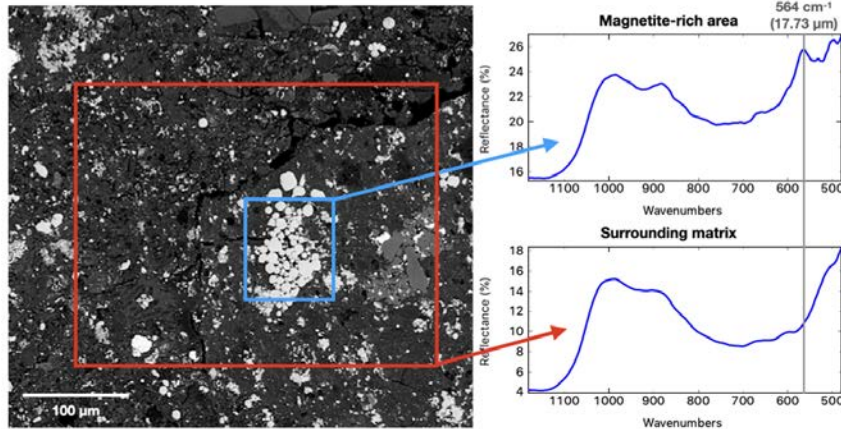 564 cm⁻¹
(17.73 μm)
Magnetite-rich area
26
24
22
20
18
16
Reflectance (%)
1100 1000 900 800 700 600 500
Wavenumbers
Surrounding matrix
18
16
14
12
10
8
6
4
Reflectance (%)
1100 1000 900 800 700 600 500
Wavenumbers
100 μm